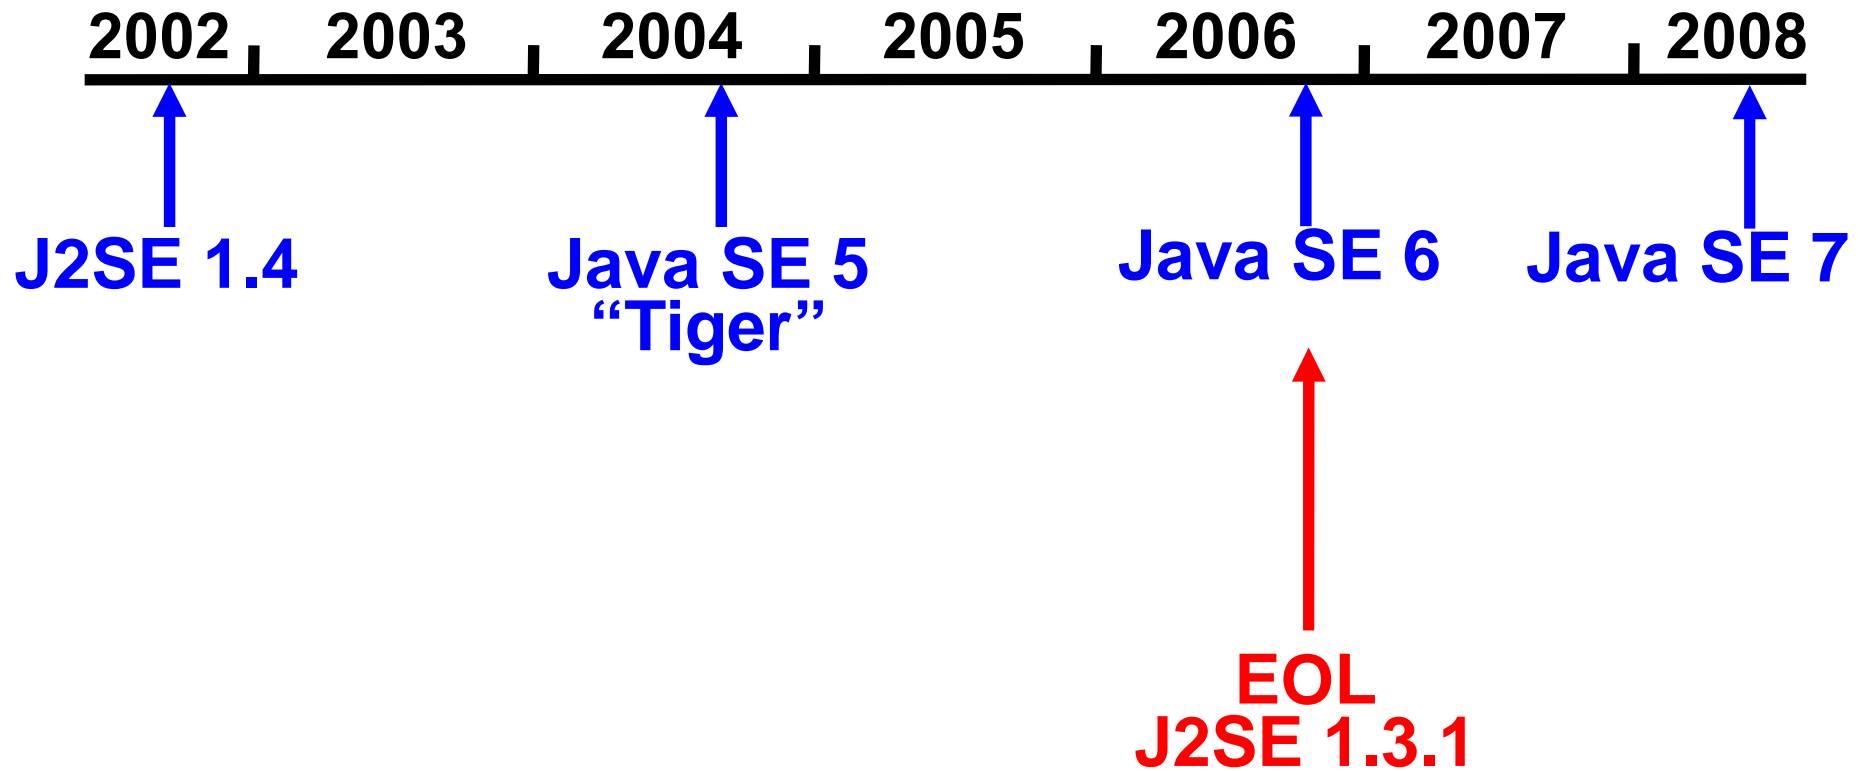 2002 2003 2004 2005 2006 2007 2008
J2SE 1.4
Java SE 5
“Tiger”
Java SE 6
Java SE 7
EOL
J2SE 1.3.1